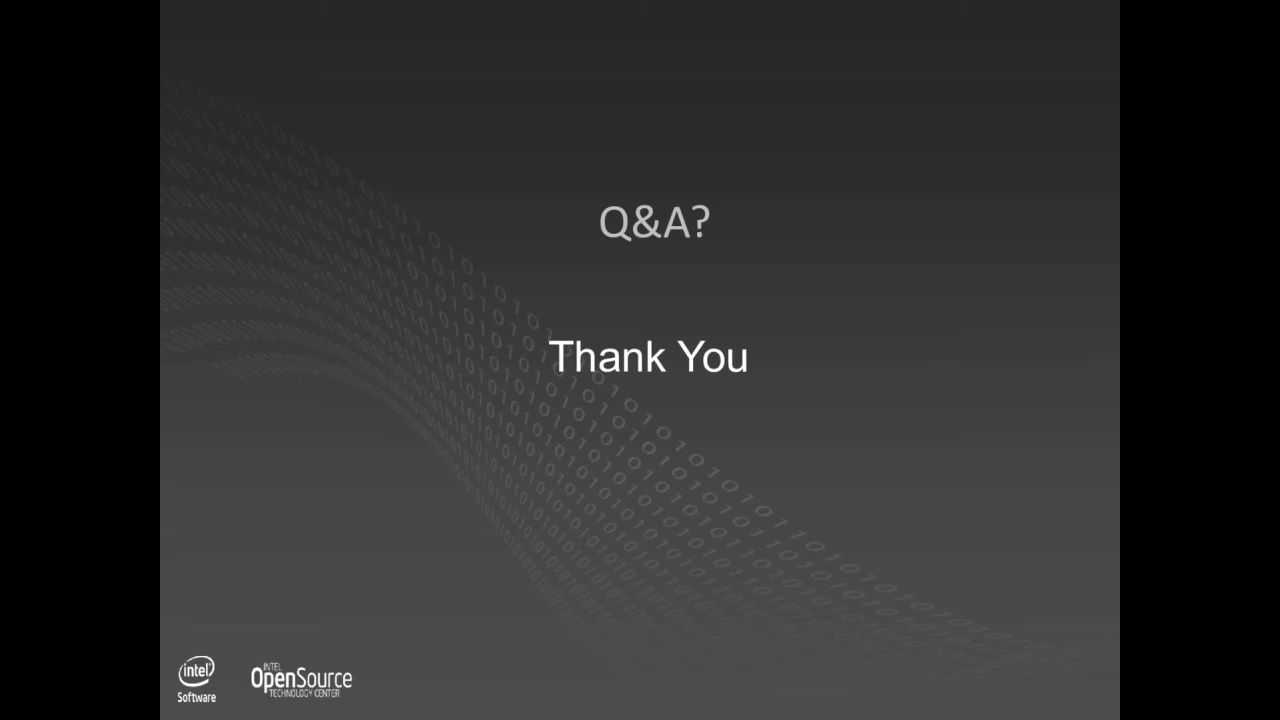 Q&A?
Thank You
intel
Software
INTEL
OpenSource
TECHNOLOGY CENTER